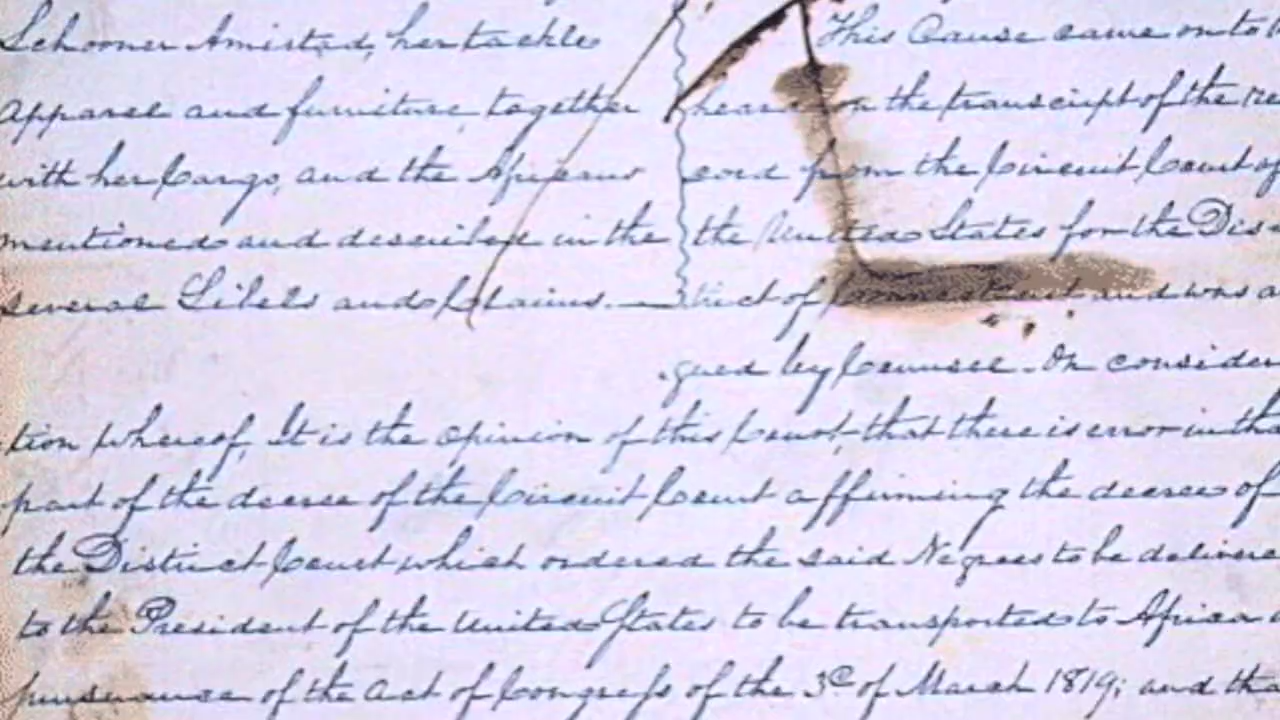 Schooner Amistad, her tackle
Apparel and furniture, together
with her Cargo, and the Africans
mentioned and described in the
several Libels and Claims. —
This Cause came on to
heard on the transcript of the re
cord from the Circuit Court of
the United States for the Dis-
trict of Connecticut and was a
gued by Counsel. On considera
tion whereof, It is the opinion of this Court, that there is error in that
part of the decree of the Circuit Court affirming the decree of
the District Court which ordered the said Negroes to be delivere
to the President of the United States to be transported to Africa
pursuance of the act of Congress of the 3d of March 1819; and tha